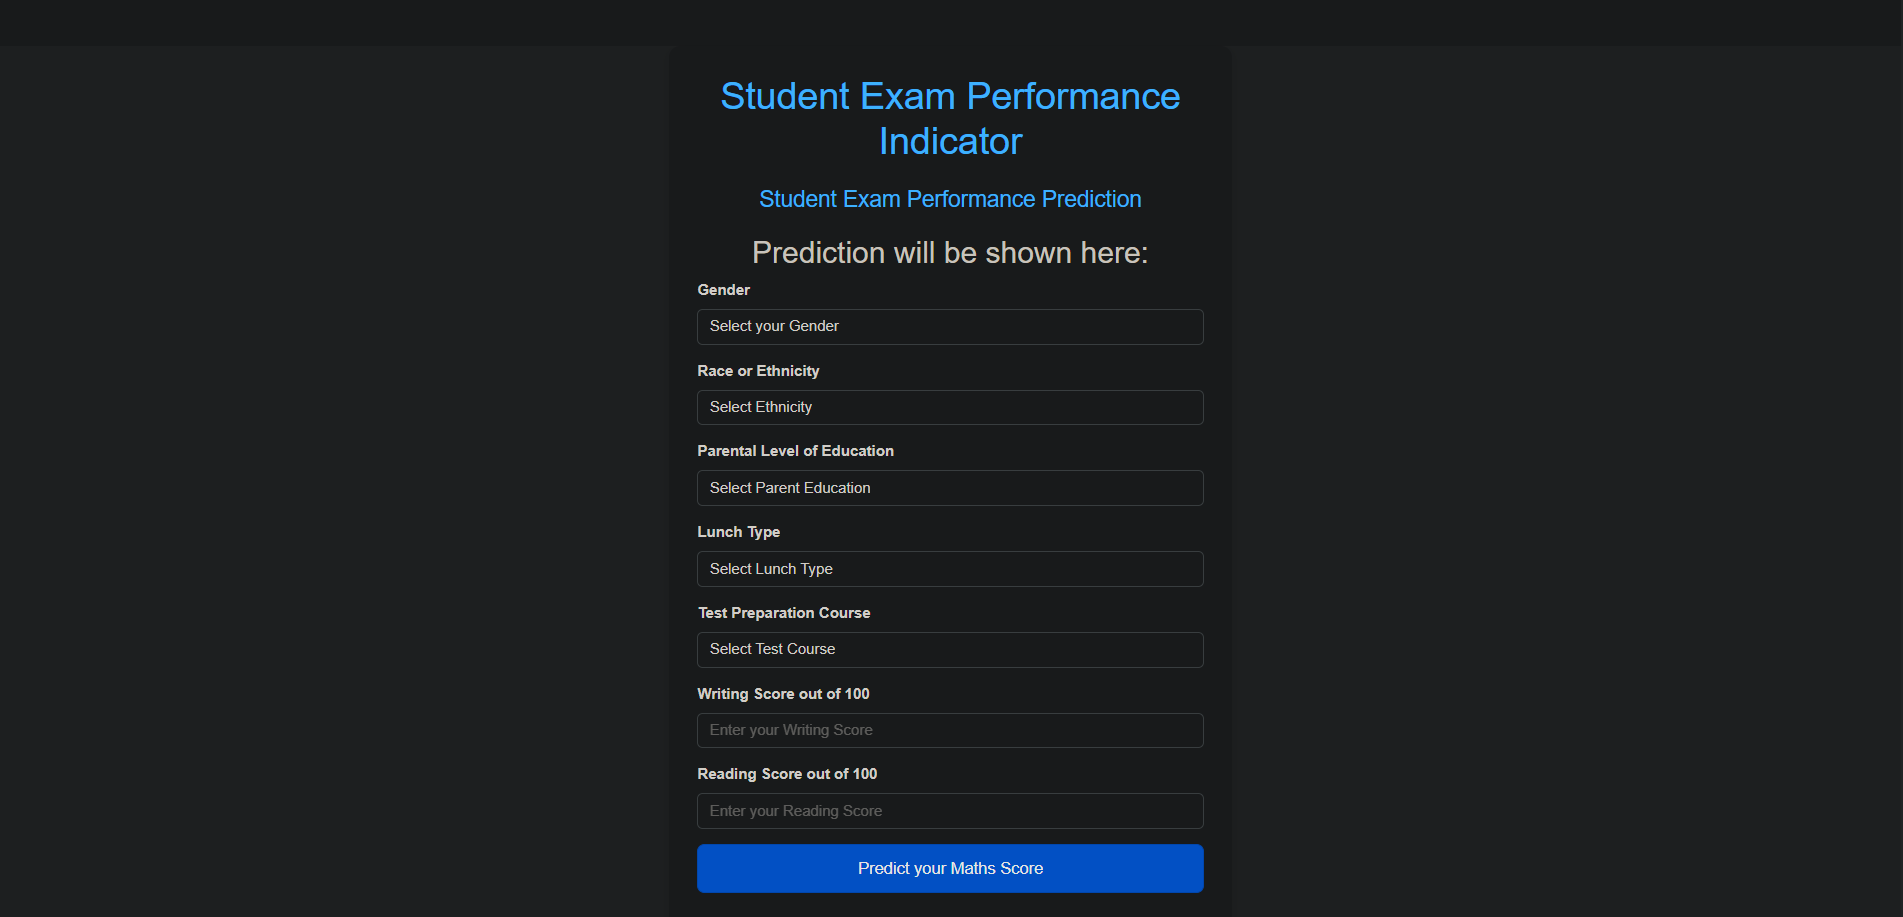 Student Exam Performance
Indicator
Student Exam Performance Prediction
Prediction will be shown here:
Gender
Select your Gender
Race or Ethnicity
Select Ethnicity
Parental Level of Education
Select Parent Education
Lunch Type
Select Lunch Type
Test Preparation Course
Select Test Course
Writing Score out of 100
Enter your Writing Score
Reading Score out of 100
Enter your Reading Score
Predict your Maths Score